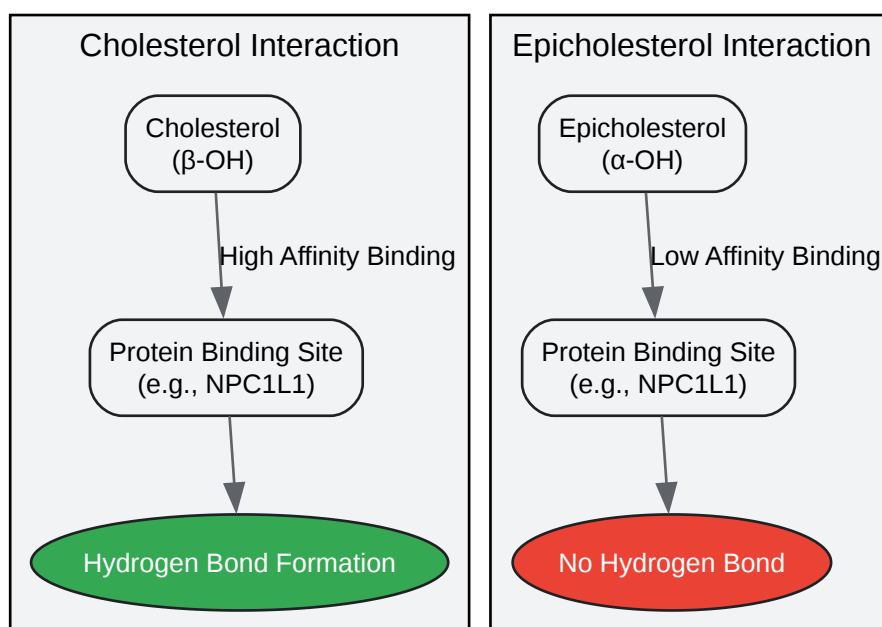 Cholesterol Interaction
Cholesterol
(β-OH)
High Affinity Binding
Protein Binding Site
(e.g., NPC1L1)
Hydrogen Bond Formation
Epicholesterol Interaction
Epicholesterol
(α-OH)
Low Affinity Binding
Protein Binding Site
(e.g., NPC1L1)
No Hydrogen Bond